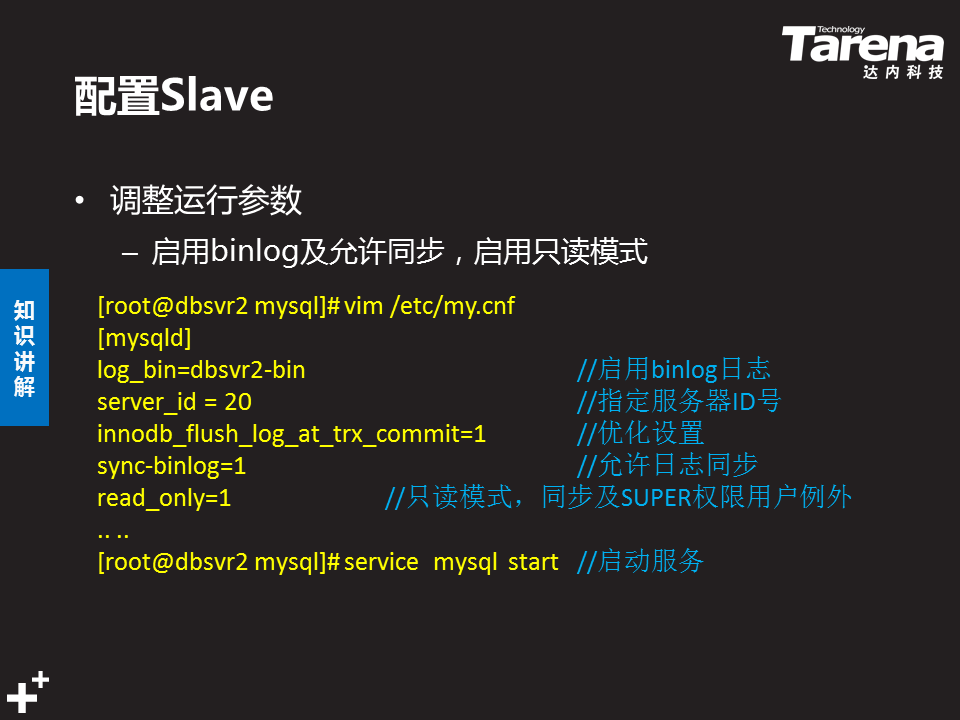 Technology
Tarena
达内科技
配置Slave
• 调整运行参数
– 启用binlog及允许同步，启用只读模式
知识讲解
[root@dbsvr2 mysql]# vim /etc/my.cnf
[mysqld]
log_bin=dbsvr2-bin //启用binlog日志
server_id = 20 //指定服务器ID号
innodb_flush_log_at_trx_commit=1 //优化设置
sync-binlog=1 //允许日志同步
read_only=1 //只读模式，同步及SUPER权限用户例外
.. ..
[root@dbsvr2 mysql]# service mysql start //启动服务